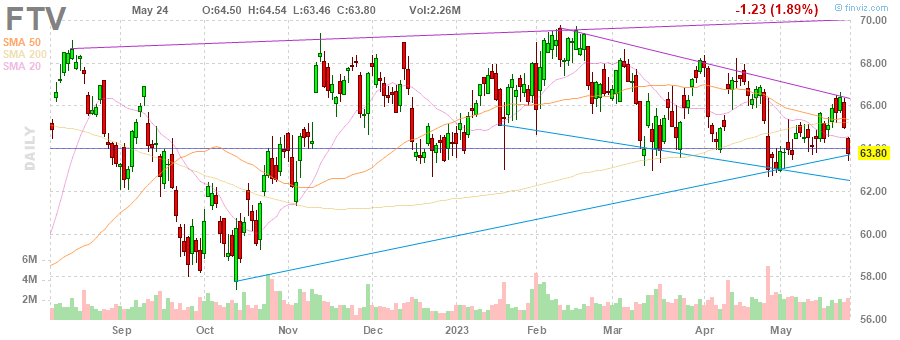 FTV May 24 O:64.50 H:64.54 L:63.46 C:63.80 Vol:2.26M -1.23 (1.89%) © finviz.com
SMA 50
SMA 200
SMA 20
DAILY
70.00
68.00
66.00
63.80
62.00
60.00
58.00
56.00
6M
4M
2M
Sep Oct Nov Dec 2023 Feb Mar Apr May